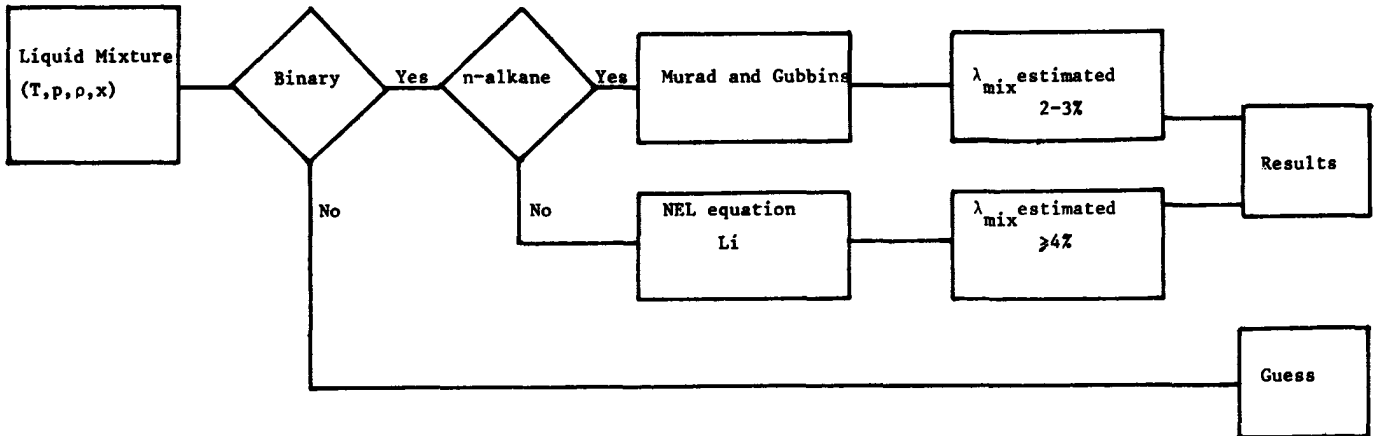 Liquid Mixture
(T,p,ρ,x)
Binary
Yes
n-alkane
Yes
Murad and Gubbins
λmix estimated
2-3%
Results
No
No
NEL equation
Li
λmix estimated
⩾4%
Guess